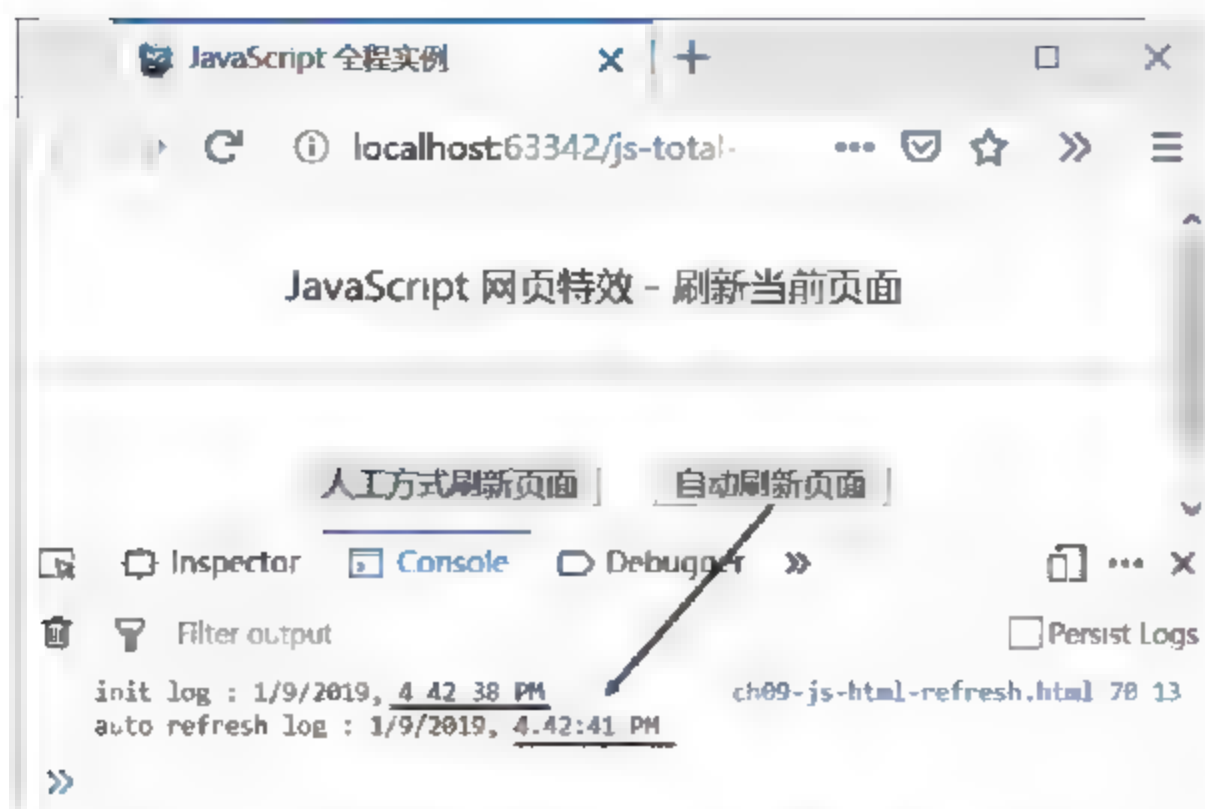 JavaScript 全程实例
localhost:63342/js-total-
JavaScript 网页特效 - 刷新当前页面
人工方式刷新页面 自动刷新页面
Inspector Console Debugger
Filter output Persist Logs
init log : 1/9/2019, 4 42 38 PM ch09-js-html-refresh.html 70 13
auto refresh log : 1/9/2019, 4.42:41 PM